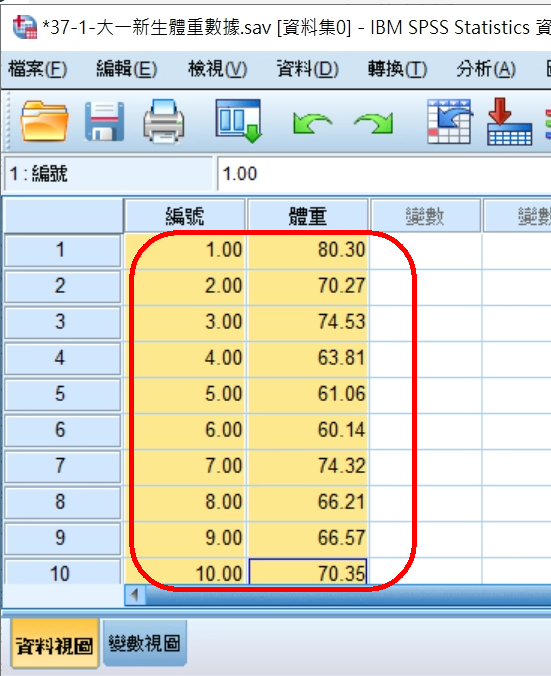 *37-1-大一新生體重數據.sav [資料集0] - IBM SPSS Statistics 資
檔案(F) 編輯(E) 檢視(V) 資料(D) 轉換(T) 分析(A)
1 : 編號 1.00
編號 體重 變數 變數
1 1.00 80.30
2 2.00 70.27
3 3.00 74.53
4 4.00 63.81
5 5.00 61.06
6 6.00 60.14
7 7.00 74.32
8 8.00 66.21
9 9.00 66.57
10 10.00 70.35
資料視圖 變數視圖